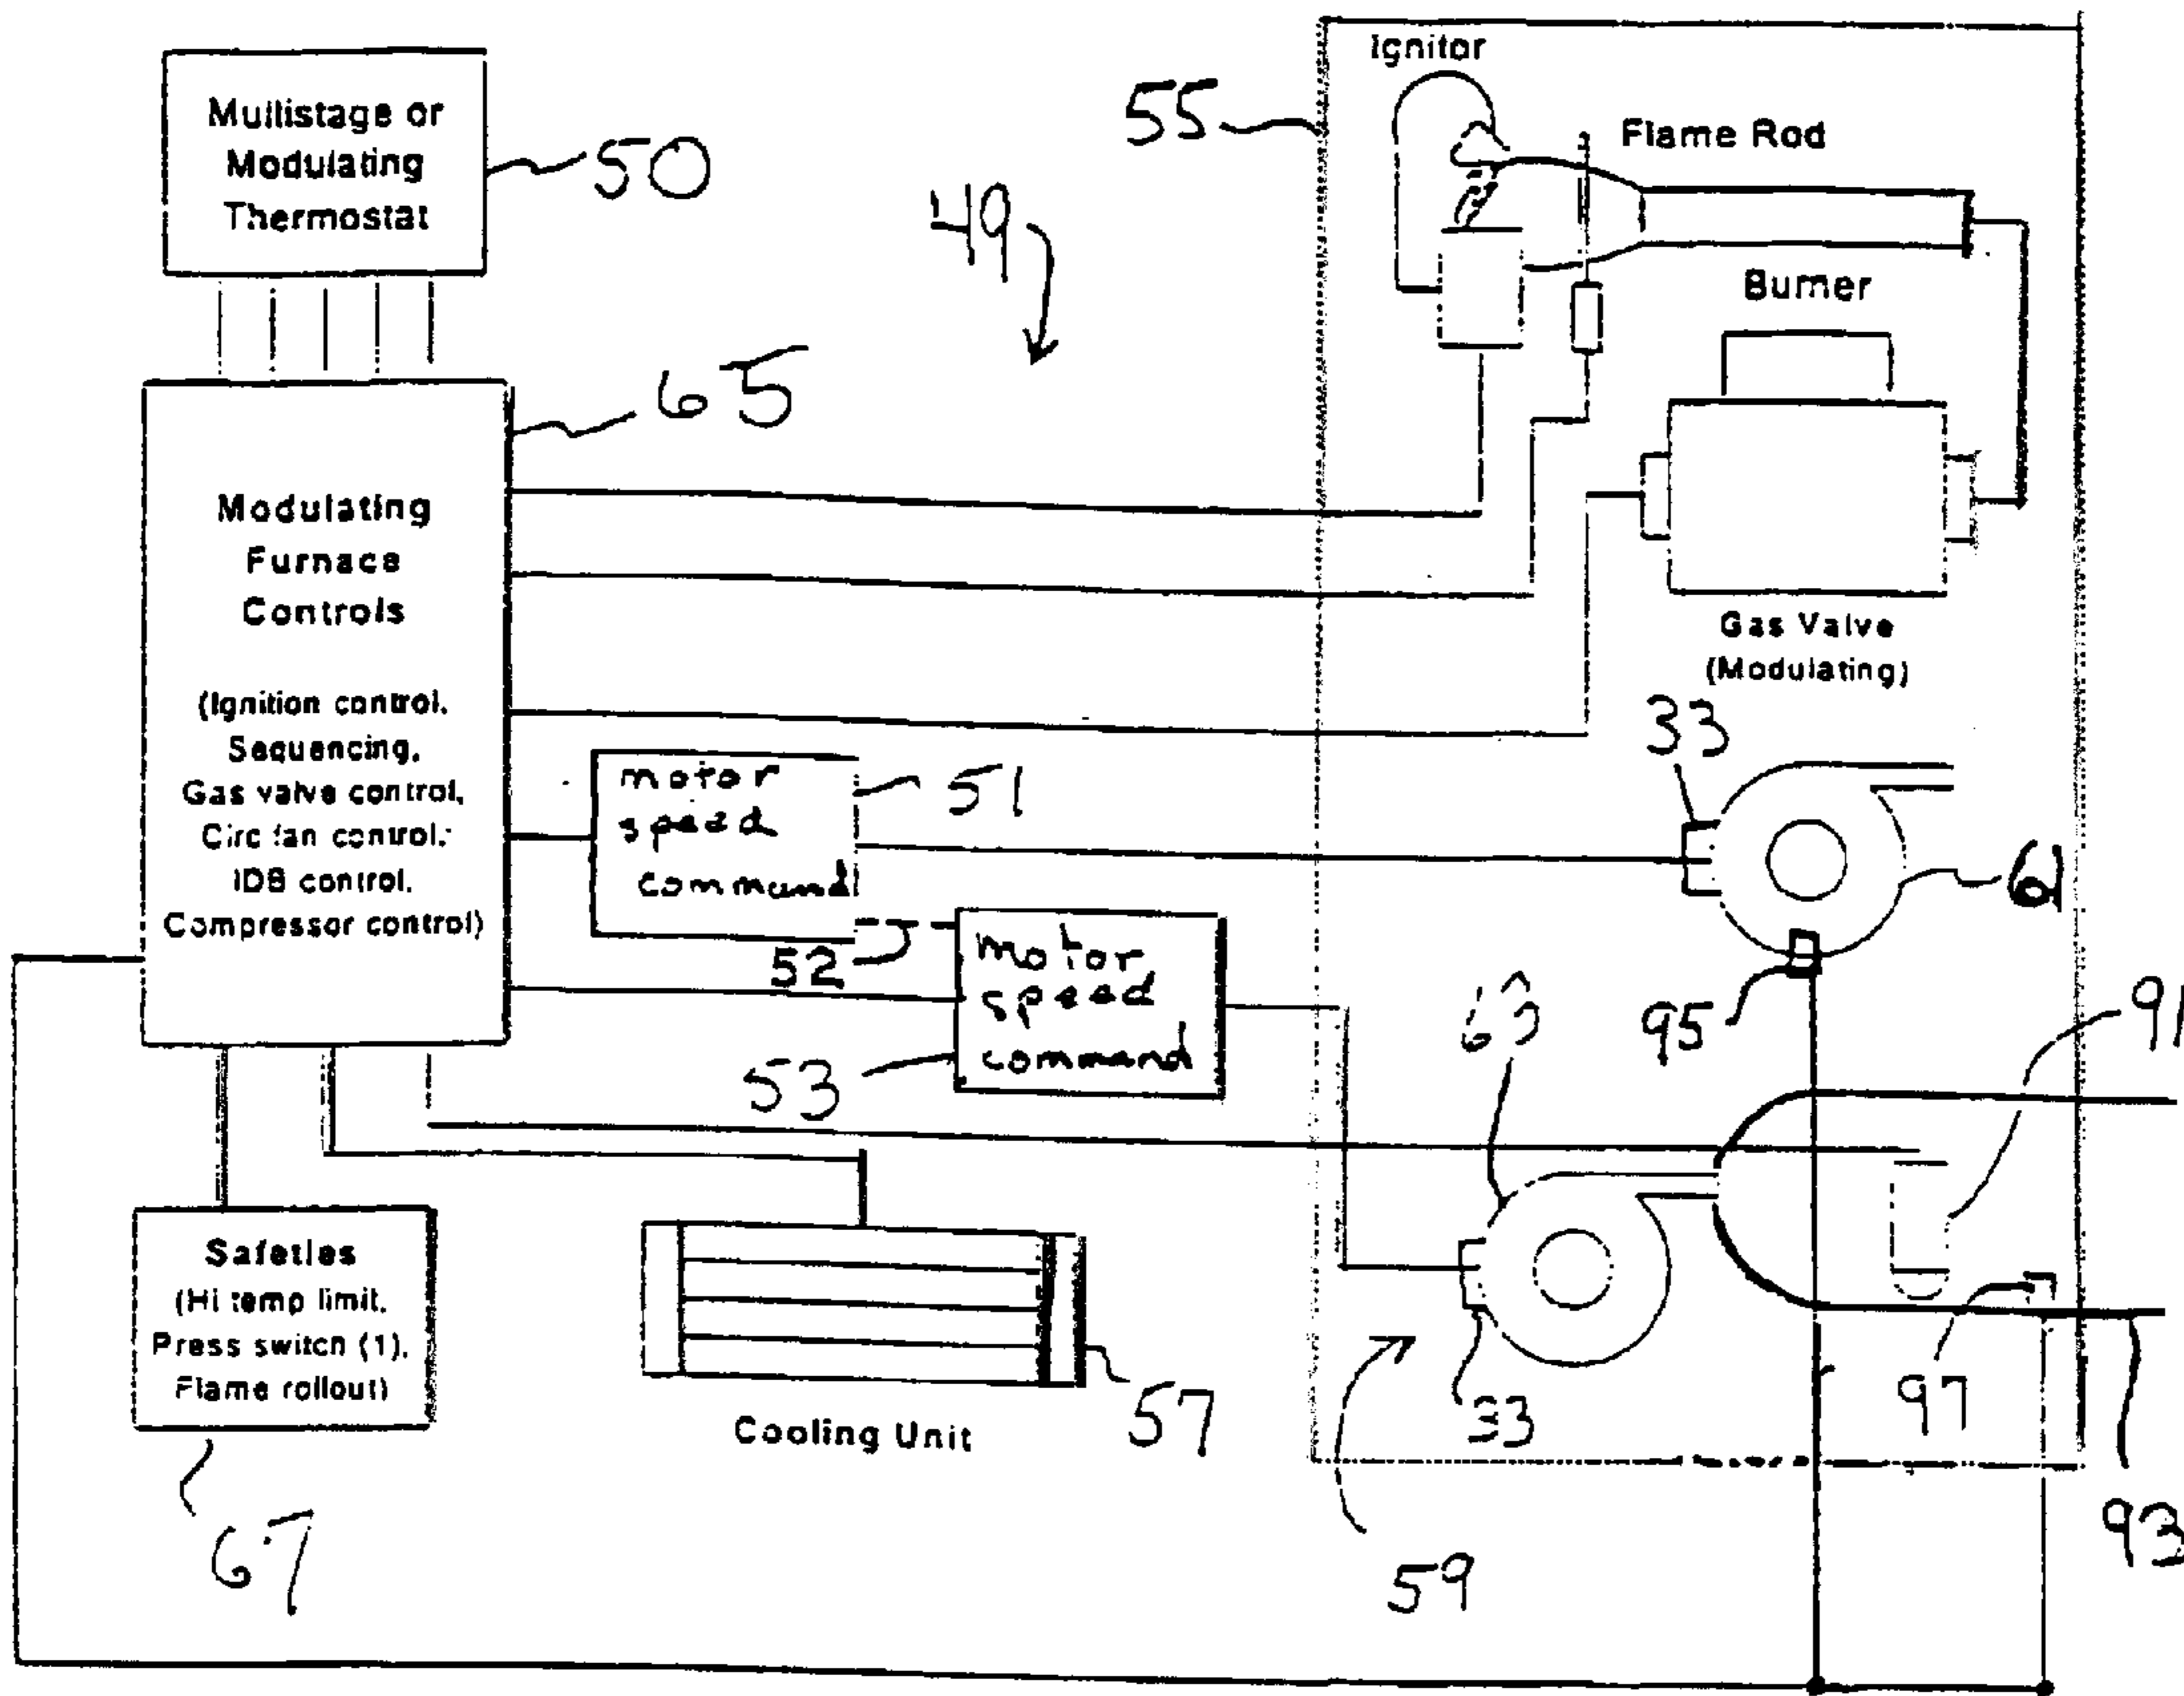 Ignitor
55
Multistage or
Modulating
Thermostat
50
Flame Rod
49
Burner
65
Modulating
Furnace
Controls
Gas Valve
(Modulating)
(Ignition control,
Sequencing,
Gas valve control,
Circ fan control,
IDB control,
Compressor control)
motor
speed
command
51
33
61
52
motor
speed
command
53
63
95
91
Safeties
(Hi temp limit,
Press switch (1),
Flame rollout)
67
Cooling Unit
57
33
59
97
93